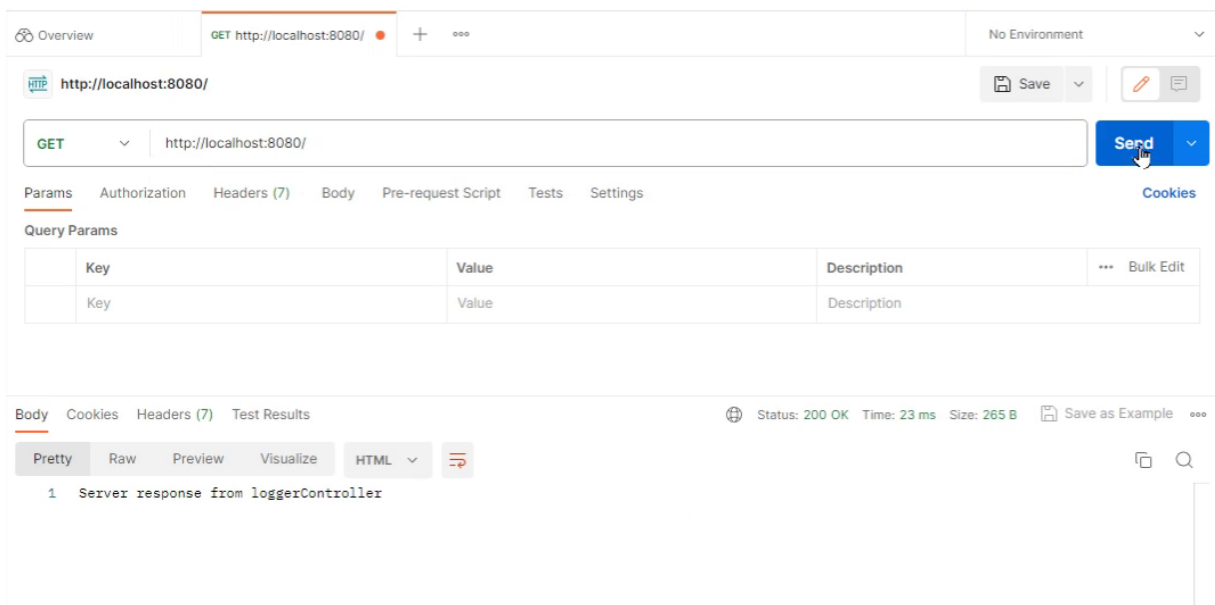 Overview GET http://localhost:8080/ No Environment
HTTP http://localhost:8080/ Save
GET http://localhost:8080/ Send
Params Authorization Headers (7) Body Pre-request Script Tests Settings Cookies
Query Params
Key Value Description Bulk Edit
Key Value Description
Body Cookies Headers (7) Test Results Status: 200 OK Time: 23 ms Size: 265 B Save as Example
Pretty Raw Preview Visualize HTML
1 Server response from loggerController